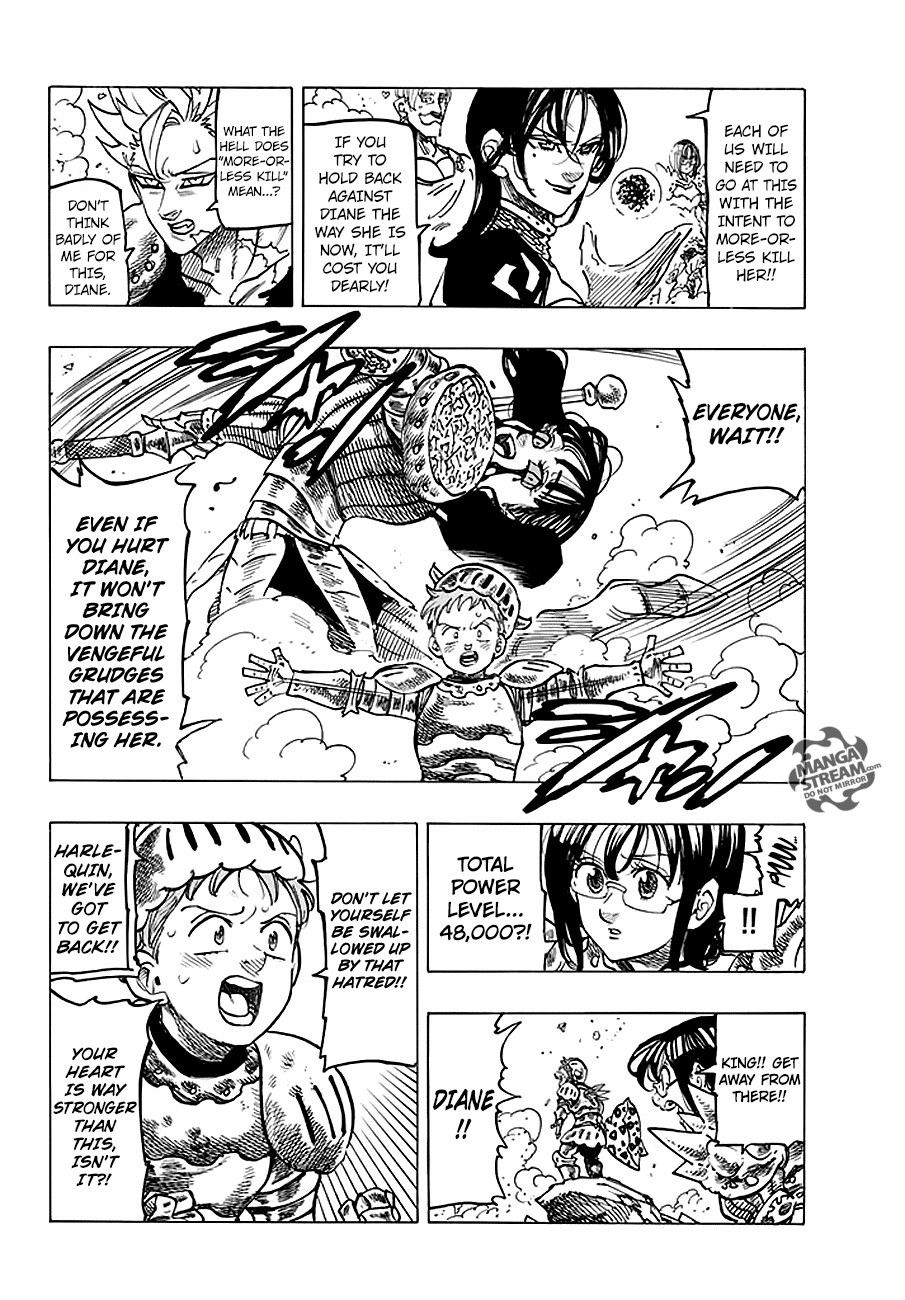 EACH OF
US WILL
NEED TO
GO AT THIS
WITH THE
INTENT TO
MORE-OR-
LESS KILL
HER!!
IF YOU
TRY TO
HOLD BACK
AGAINST
DIANE THE
WAY SHE IS
NOW, IT'LL
COST YOU
DEARLY!
WHAT THE
HELL DOES
"MORE-OR-
LESS KILL"
MEAN...?
DON'T
THINK
BADLY OF
ME FOR
THIS,
DIANE.
EVERYONE,
WAIT!!
EVEN IF
YOU HURT
DIANE,
IT WON'T
BRING
DOWN THE
VENGEFUL
GRUDGES
THAT ARE
POSSESS-
ING HER.
MANGA
STREAM.com
DO NOT MIRROR
!!
TOTAL
POWER
LEVEL...
48,000?!
KING!! GET
AWAY FROM
THERE!!
DIANE
!!
DON'T LET
YOURSELF
BE SWAL-
LOWED UP
BY THAT
HATRED!!
HARLE-
QUIN,
WE'VE
GOT
TO GET
BACK!!
YOUR
HEART
IS WAY
STRONGER
THAN
THIS,
ISN'T
IT?!